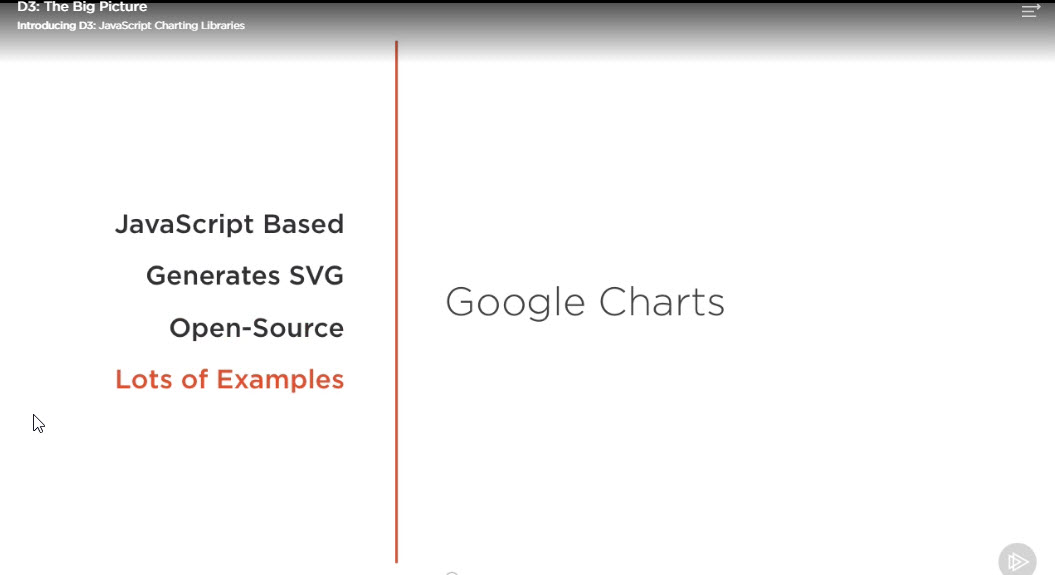 D3: The Big Picture
Introducing D3: JavaScript Charting Libraries
JavaScript Based
Generates SVG
Open-Source
Lots of Examples
Google Charts